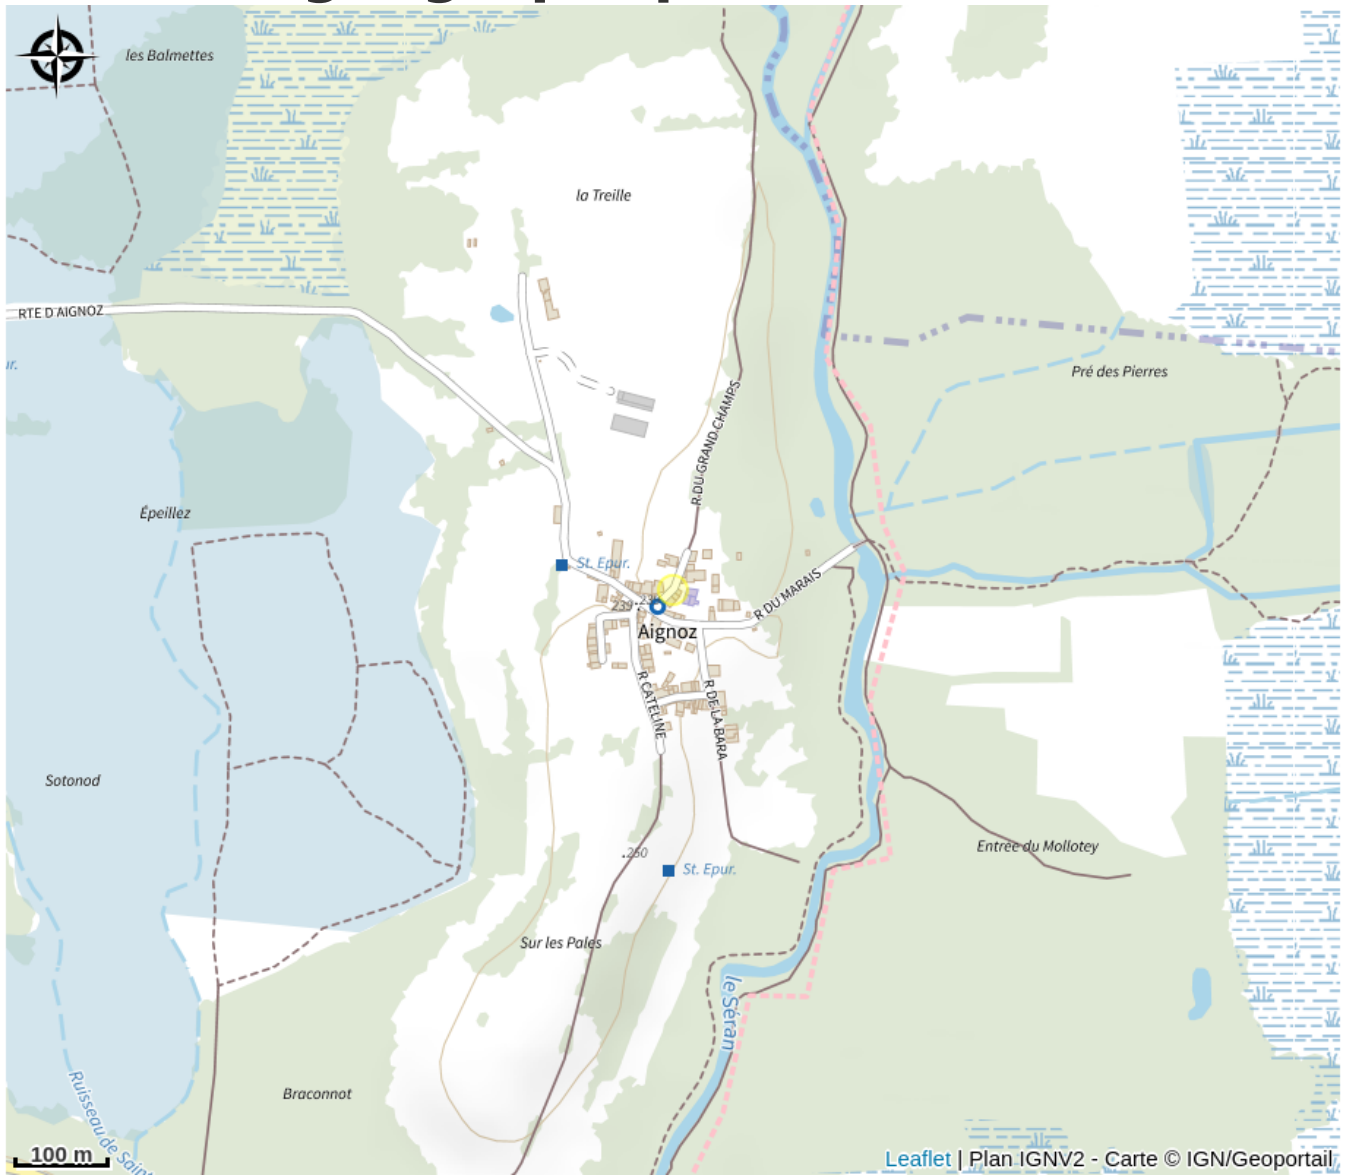 les Balmettes
la Treille
RTE D'AIGNOZ
ur.
Pré des Pierres
R DU GRAND CHAMPS
Épeillez
St. Epur.
R DU MARAIS
239
Aignoz
R CATELINE
R DE LA BARA
Sotonod
Entrée du Mollotey
.250
St. Epur.
Sur les Pales
le Séran
Braconnot
Ruisseau de Saint
100 m
Leaflet | Plan IGNV2 - Carte © IGN/Geoportail